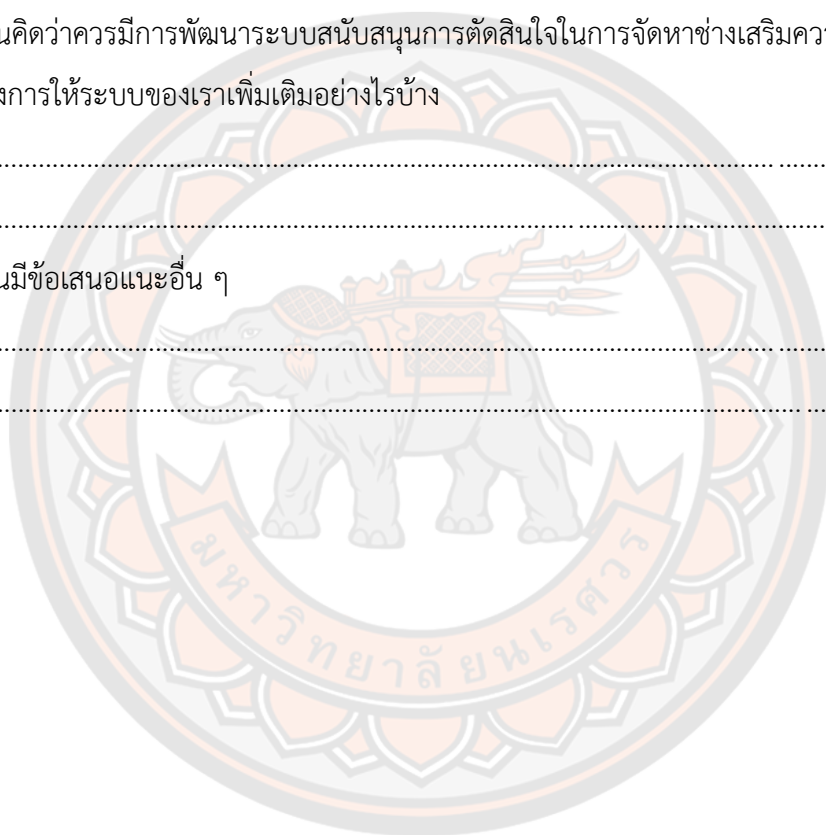 นคิดว่าควรมีการพัฒนาระบบสนับสนุนการตัดสินใจในการจัดหาช่างเสริมคว
งการให้ระบบของเราเพิ่มเติมอย่างไรบ้าง
นมีข้อเสนอแนะอื่น ๆ
มหาวิทยาลัยนเรศวร